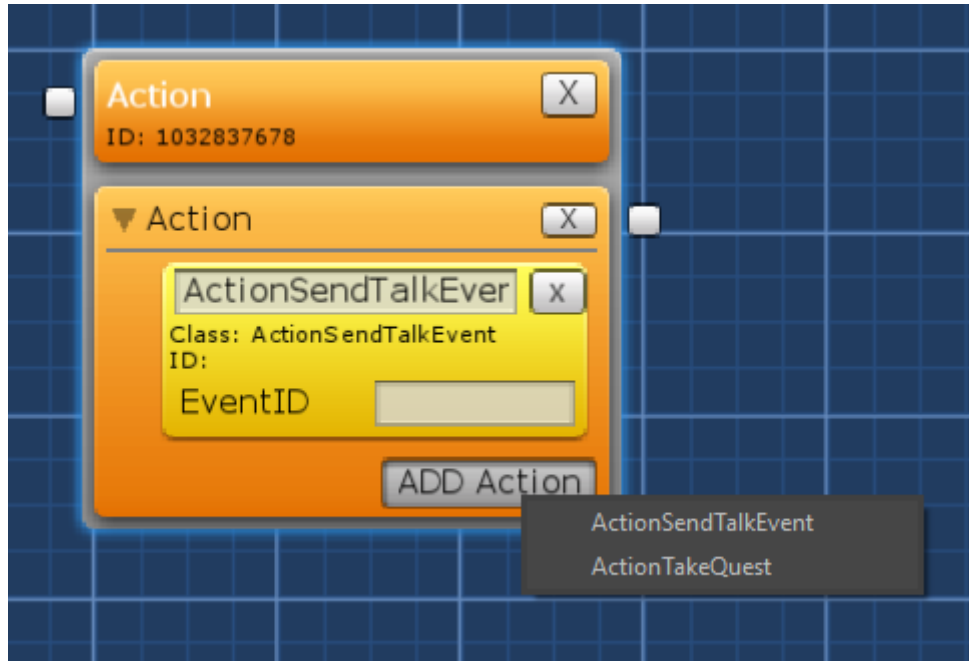 Action X
ID: 1032837678
Action X
ActionSendTalkEver x
Class: ActionSendTalkEvent
ID:
EventID
ADD Action
ActionSendTalkEvent
ActionTakeQuest